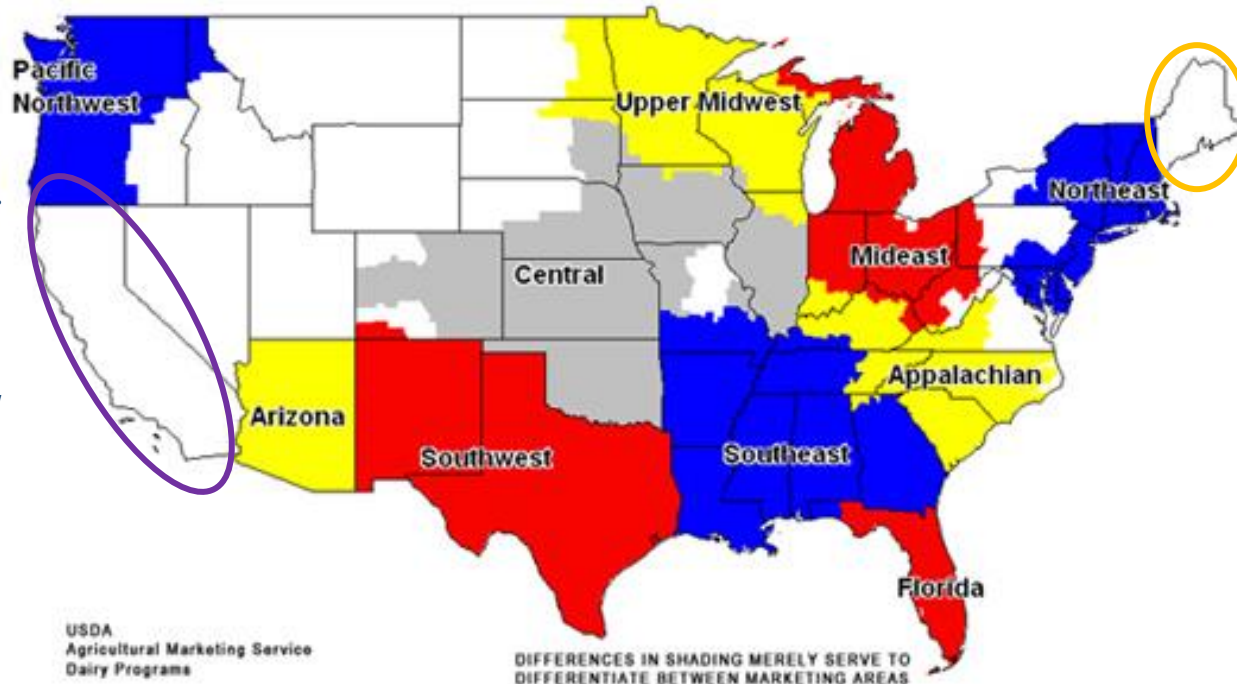 Pacific
Northwest
Upper Midwest
Northeast
Mideast
Central
Appalachian
Arizona
Southwest
Southeast
Florida
USDA
Agricultural Marketing Service
Dairy Programs
DIFFERENCES IN SHADING MERELY SERVE TO
DIFFERENTIATE BETWEEN MARKETING AREAS